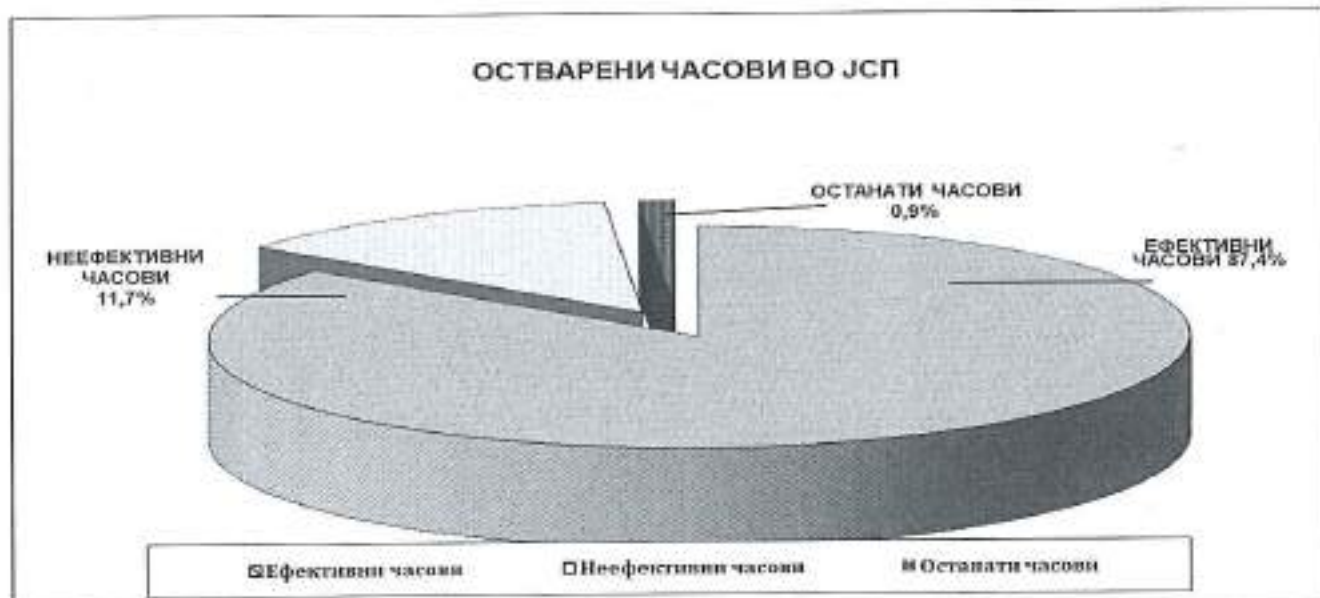 ОСТВАРЕНИ ЧАСОВИ ВО ЈСП
ОСТАНАТИ ЧАСОВИ
0,9%
НЕЕФЕКТИВНИ
ЧАСОВИ
11,7%
ЕФЕКТИВНИ
ЧАСОВИ 87,4%
Ефективни часови
Неефективни часови
Останати часови